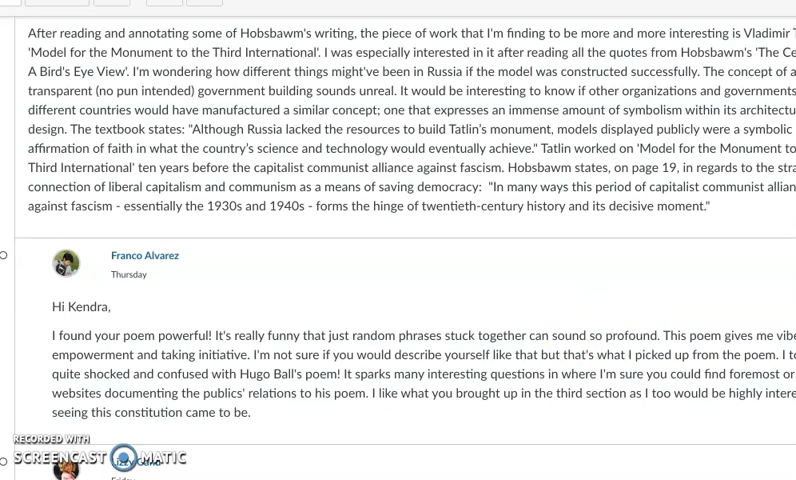 After reading and annotating some of Hobsbawm's writing, the piece of work that I'm finding to be more and more interesting is Vladimir
'Model for the Monument to the Third International'. I was especially interested in it after reading all the quotes from Hobsbawm's 'The
A Bird's Eye View'. I'm wondering how different things might've been in Russia if the model was constructed successfully. The concept of a
transparent (no pun intended) government building sounds unreal. It would be interesting to know if other organizations and governments
different countries would have manufactured a similar concept; one that expresses an immense amount of symbolism within its
design. The textbook states: "Although Russia lacked the resources to build Tatlin's monument, models displayed publicly were a symbolic
affirmation of faith in what the country's science and technology would eventually achieve." Tatlin worked on 'Model for the Monument to
Third International' ten years before the capitalist communist alliance against fascism. Hobsbawm states, on page 19, in regards to the
connection of liberal capitalism and communism as a means of saving democracy: "In many ways this period of capitalist communist
against fascism - essentially the 1930s and 1940s - forms the hinge of twentieth-century history and its decisive moment."
Franco Alvarez
Thursday
Hi Kendra,
I found your poem powerful! It's really funny that just random phrases stuck together can sound so profound. This poem gives me
empowerment and taking initiative. I'm not sure if you would describe yourself like that but that's what I picked up from the poem. I
quite shocked and confused with Hugo Ball's poem! It sparks many interesting questions in where I'm sure you could find foremost or
websites documenting the publics' relations to his poem. I like what you brought up in the third section as I too would be highly
seeing this constitution came to be.
RECORDED WITH
SCREENCAST MATIC